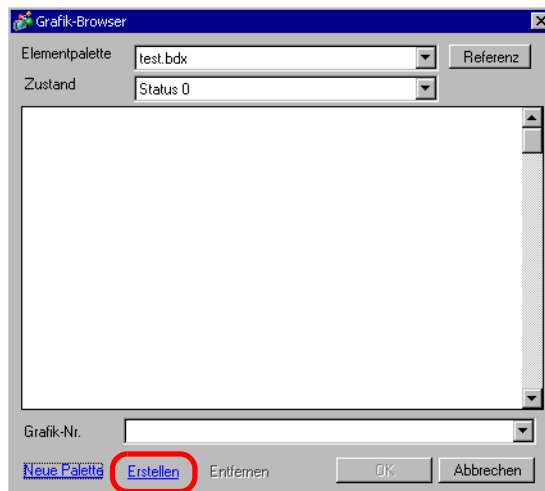 Grafik-Browser
Elementpalette test.bdx Referenz
Zustand Status 0
Grafik-Nr.
Neue Palette Erstellen Entfernen OK Abbrechen